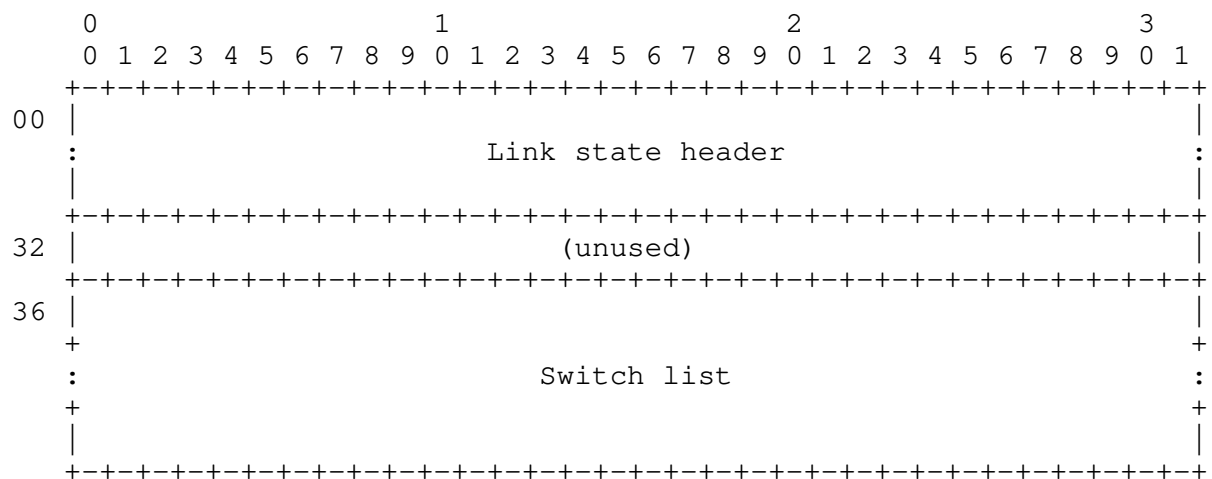 0                   1                   2                   3
 0 1 2 3 4 5 6 7 8 9 0 1 2 3 4 5 6 7 8 9 0 1 2 3 4 5 6 7 8 9 0 1
+-+-+-+-+-+-+-+-+-+-+-+-+-+-+-+-+-+-+-+-+-+-+-+-+-+-+-+-+-+-+-+-+
00 | |
: Link state header :
| |
+-+-+-+-+-+-+-+-+-+-+-+-+-+-+-+-+-+-+-+-+-+-+-+-+-+-+-+-+-+-+-+-+
32 | (unused) |
+-+-+-+-+-+-+-+-+-+-+-+-+-+-+-+-+-+-+-+-+-+-+-+-+-+-+-+-+-+-+-+-+
36 | |
+ +
: Switch list :
+ +
| |
+-+-+-+-+-+-+-+-+-+-+-+-+-+-+-+-+-+-+-+-+-+-+-+-+-+-+-+-+-+-+-+-+